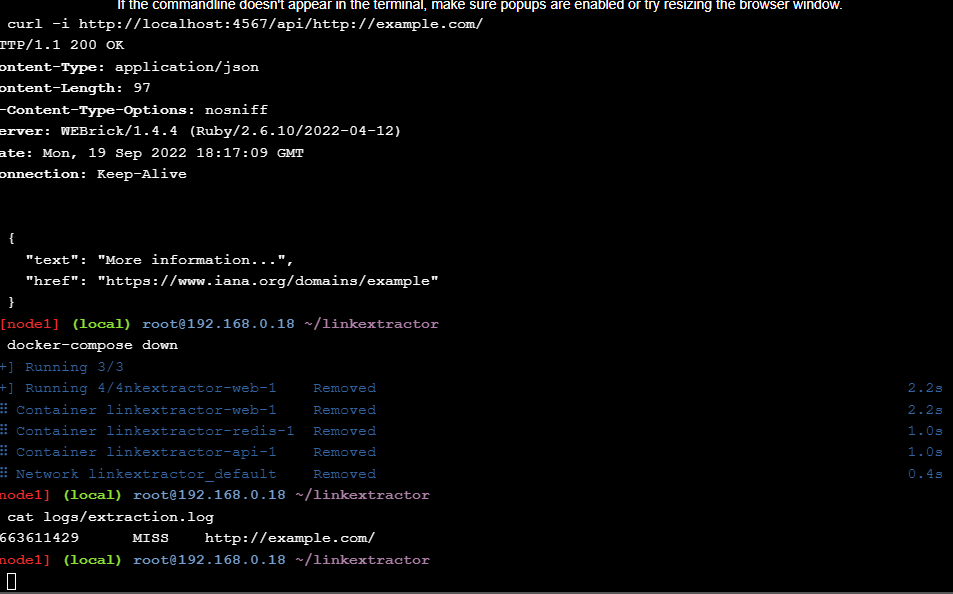 If the commandline doesn't appear in the terminal, make sure popups are enabled or try resizing the browser window.
curl -i http://localhost:4567/api/http://example.com/
TTP/1.1 200 OK
ontent-Type: application/json
ontent-Length: 97
-Content-Type-Options: nosniff
erver: WEBrick/1.4.4 (Ruby/2.6.10/2022-04-12)
ate: Mon, 19 Sep 2022 18:17:09 GMT
onnection: Keep-Alive
{
"text": "More information...",
"href": "https://www.iana.org/domains/example"
}
[node1] (local) root@192.168.0.18 ~/linkextractor
docker-compose down
+] Running 3/3
+] Running 4/4nkextractor-web-1 Removed 2.2s
⠿ Container linkextractor-web-1 Removed 2.2s
⠿ Container linkextractor-redis-1 Removed 1.0s
⠿ Container linkextractor-api-1 Removed 1.0s
⠿ Network linkextractor_default Removed 0.4s
node1] (local) root@192.168.0.18 ~/linkextractor
cat logs/extraction.log
663611429 MISS http://example.com/
node1] (local) root@192.168.0.18 ~/linkextractor